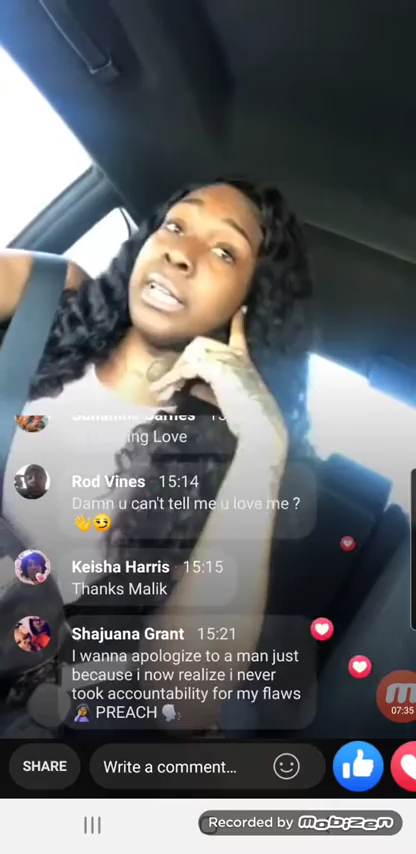 ing Love
Rod Vines 15:14
Damn u can't tell me u love me ?
👋😏
Keisha Harris 15:15
Thanks Malik
Shajuana Grant 15:21
I wanna apologize to a man just
because i now realize i never
took accountability for my flaws
🤦‍♀️ PREACH 🗣
07:35
SHARE
Write a comment...
Recorded by mobizen